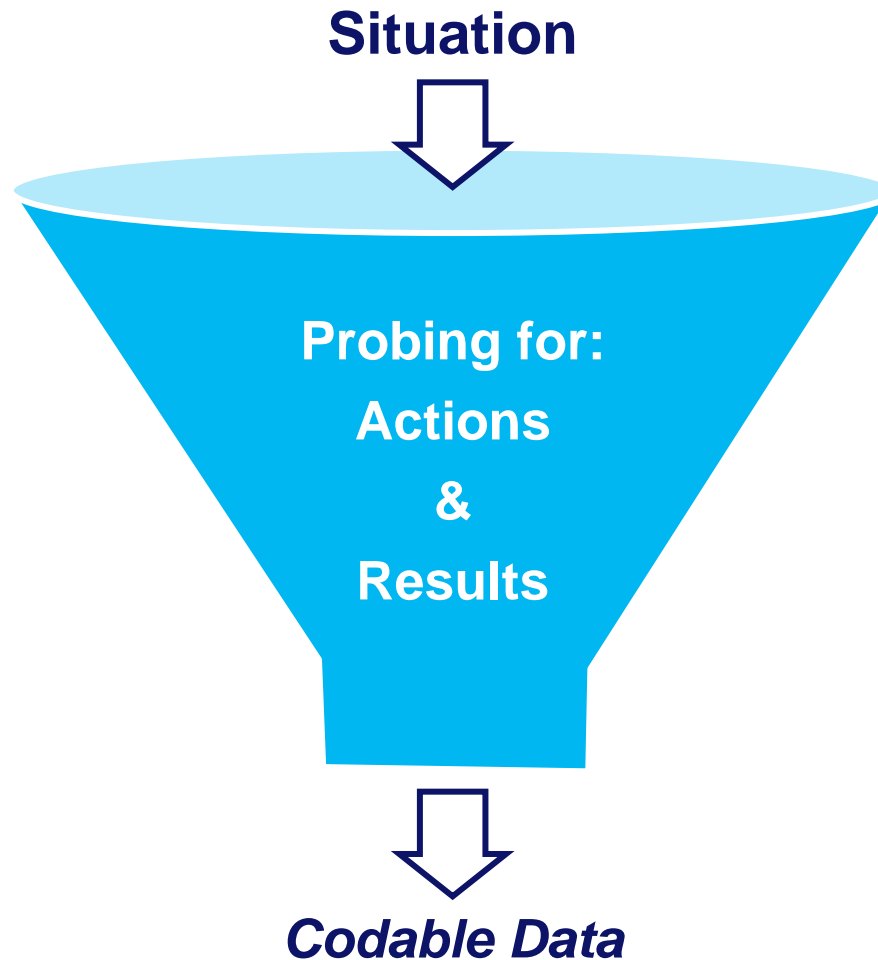 Situation
Probing for:
Actions
&
Results
Codable Data